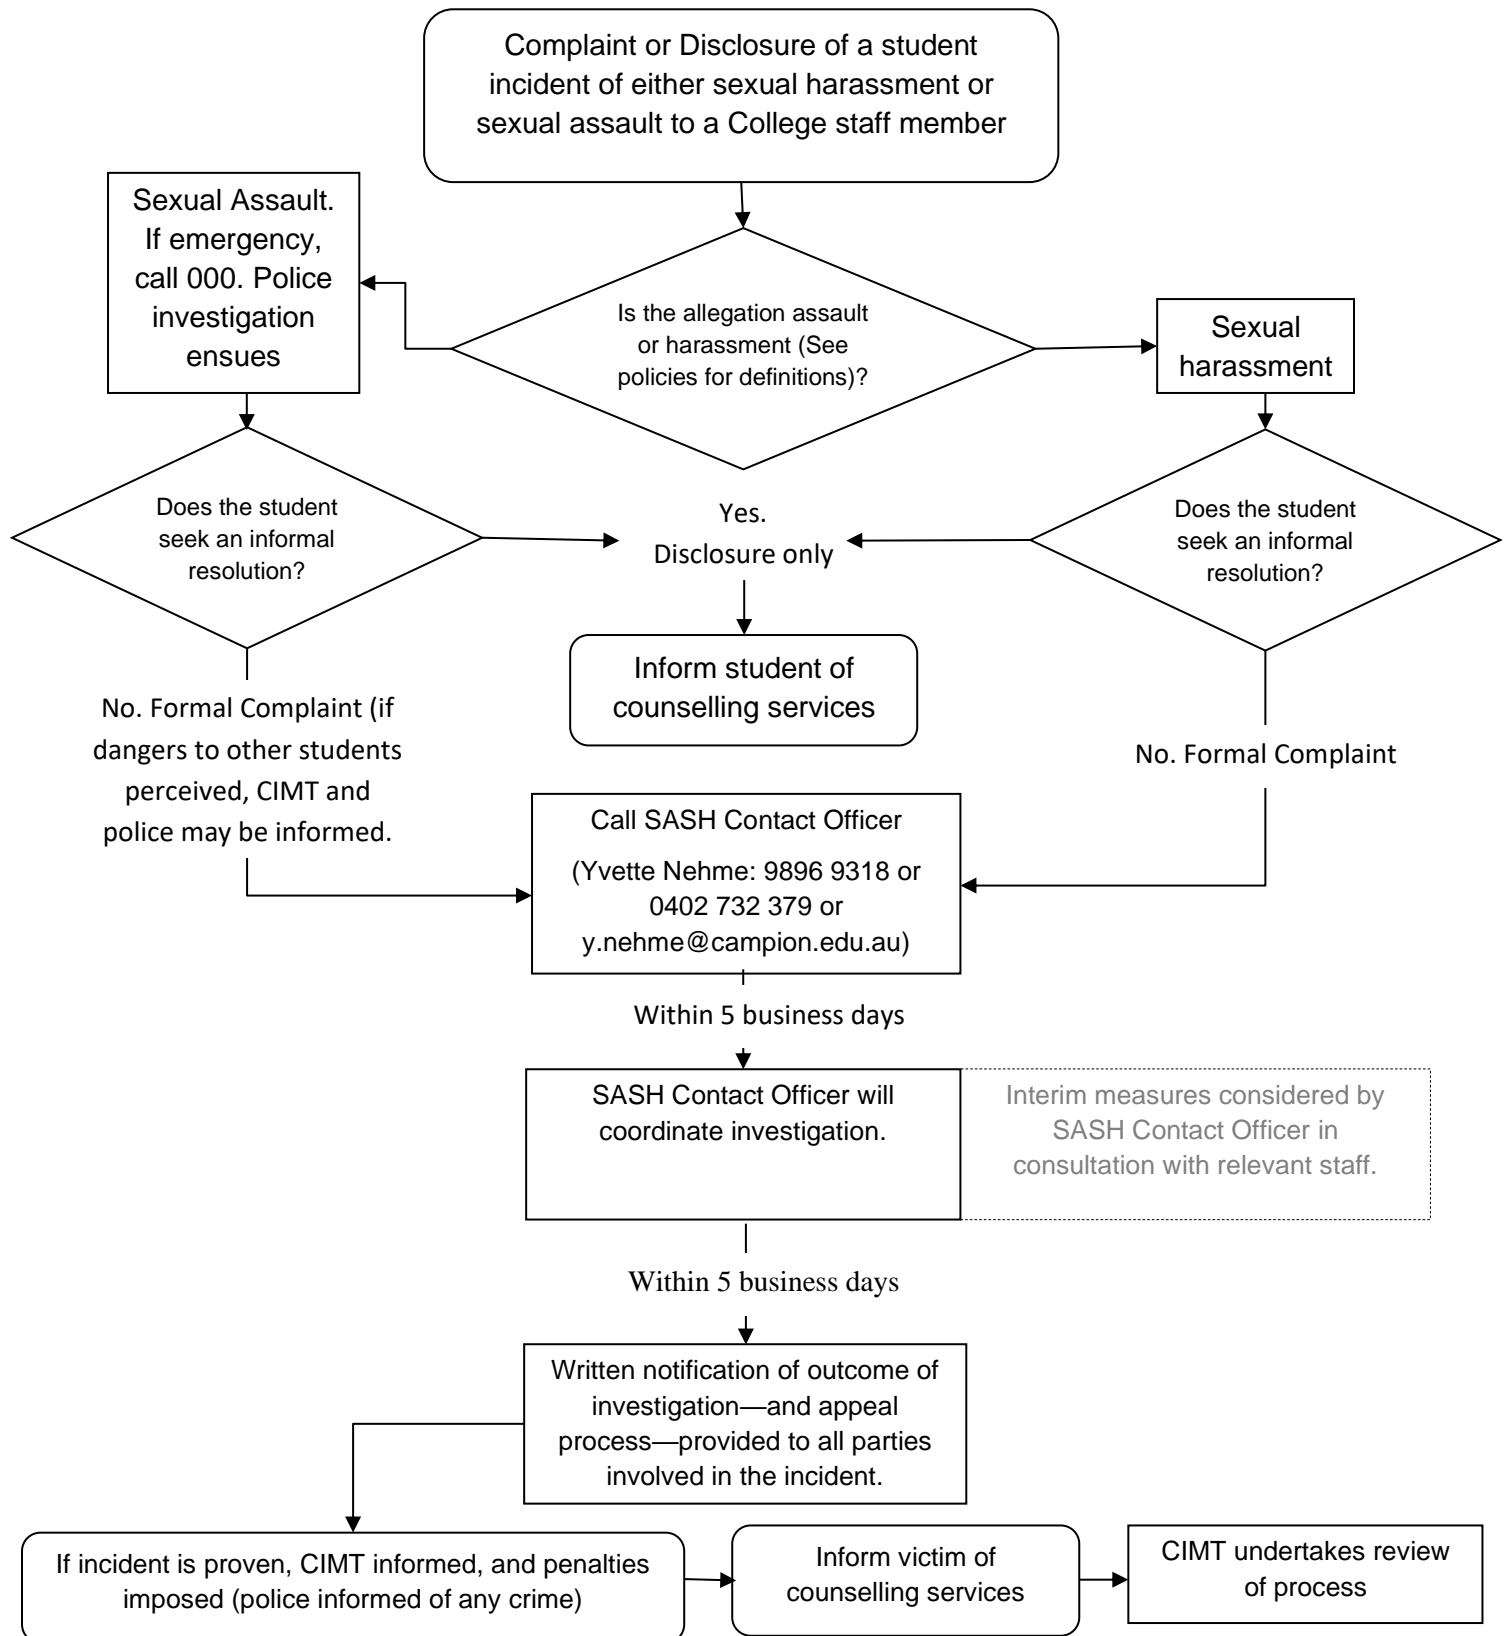 Complaint or Disclosure of a student
incident of either sexual harassment or
sexual assault to a College staff member
Sexual Assault.
If emergency,
call 000. Police
investigation
ensues
Is the allegation assault
or harassment (See
policies for definitions)?
Sexual
harassment
Does the student
seek an informal
resolution?
Yes.
Disclosure only
Does the student
seek an informal
resolution?
Inform student of
counselling services
No. Formal Complaint (if
dangers to other students
perceived, CIMT and
police may be informed.
No. Formal Complaint
Call SASH Contact Officer
(Yvette Nehme: 9896 9318 or
0402 732 379 or
y.nehme@campion.edu.au)
Within 5 business days
SASH Contact Officer will
coordinate investigation.
Interim measures considered by
SASH Contact Officer in
consultation with relevant staff.
Within 5 business days
Written notification of outcome of
investigation—and appeal
process—provided to all parties
involved in the incident.
If incident is proven, CIMT informed, and penalties
imposed (police informed of any crime)
Inform victim of
counselling services
CIMT undertakes review
of process